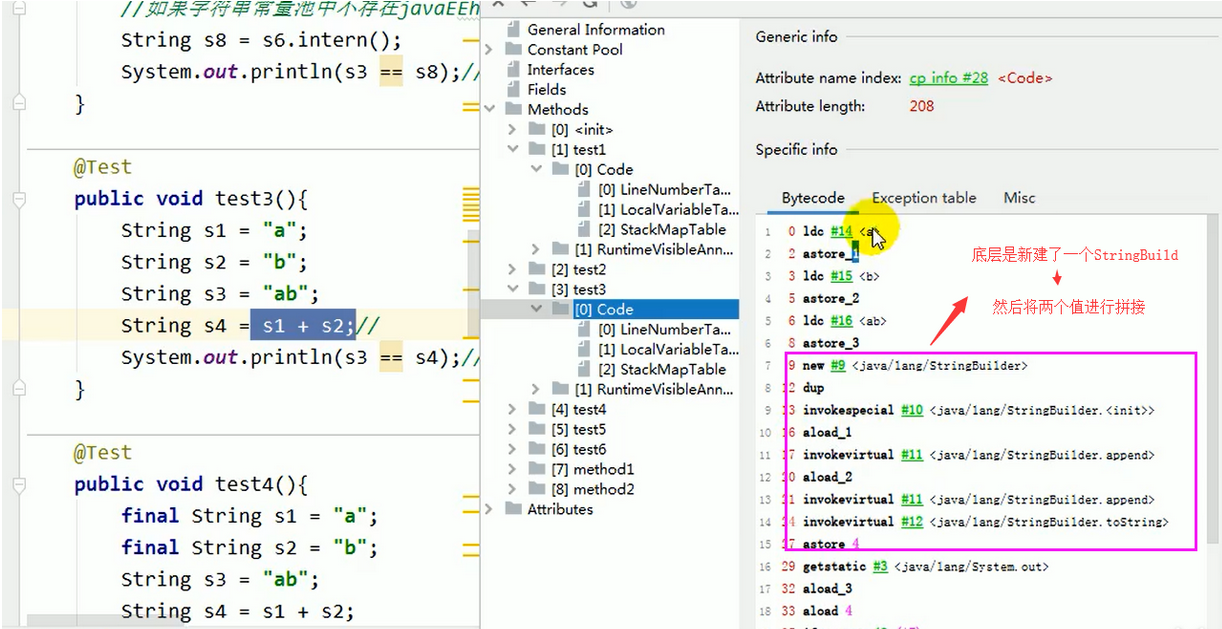 //如果字符串常量池中不存在javaEEh
String s8 = s6.intern();
System.out.println(s3 == s8);//
}
@Test
public void test3(){
String s1 = "a";
String s2 = "b";
String s3 = "ab";
String s4 = s1 + s2;//
System.out.println(s3 == s4);//
}
@Test
public void test4(){
final String s1 = "a";
final String s2 = "b";
String s3 = "ab";
String s4 = s1 + s2;
General Information
Constant Pool
Interfaces
Fields
Methods
[0] <init>
[1] test1
[0] Code
[0] LineNumberTa...
[1] LocalVariableTa...
[2] StackMapTable
[1] RuntimeVisibleAnn...
[2] test2
[3] test3
[0] Code
[0] LineNumberTa...
[1] LocalVariableTa...
[2] StackMapTable
[1] RuntimeVisibleAnn...
[4] test4
[5] test5
[6] test6
[7] method1
[8] method2
Attributes
Generic info
Attribute name index: cp info #28 <Code>
Attribute length: 208
Specific info
Bytecode Exception table Misc
1 0 ldc #14 <a>
2 2 astore_1
3 3 ldc #15 <b>
4 5 astore_2
5 6 ldc #16 <ab>
6 8 astore_3
7 9 new #9 <java/lang/StringBuilder>
8 12 dup
9 13 invokespecial #10 <java/lang/StringBuilder.<init>>
10 16 aload_1
11 17 invokevirtual #11 <java/lang/StringBuilder.append>
12 20 aload_2
13 21 invokevirtual #11 <java/lang/StringBuilder.append>
14 24 invokevirtual #12 <java/lang/StringBuilder.toString>
15 27 astore 4
16 29 getstatic #3 <java/lang/System.out>
17 32 aload_3
18 33 aload 4
底层是新建了一个StringBuild
然后将两个值进行拼接